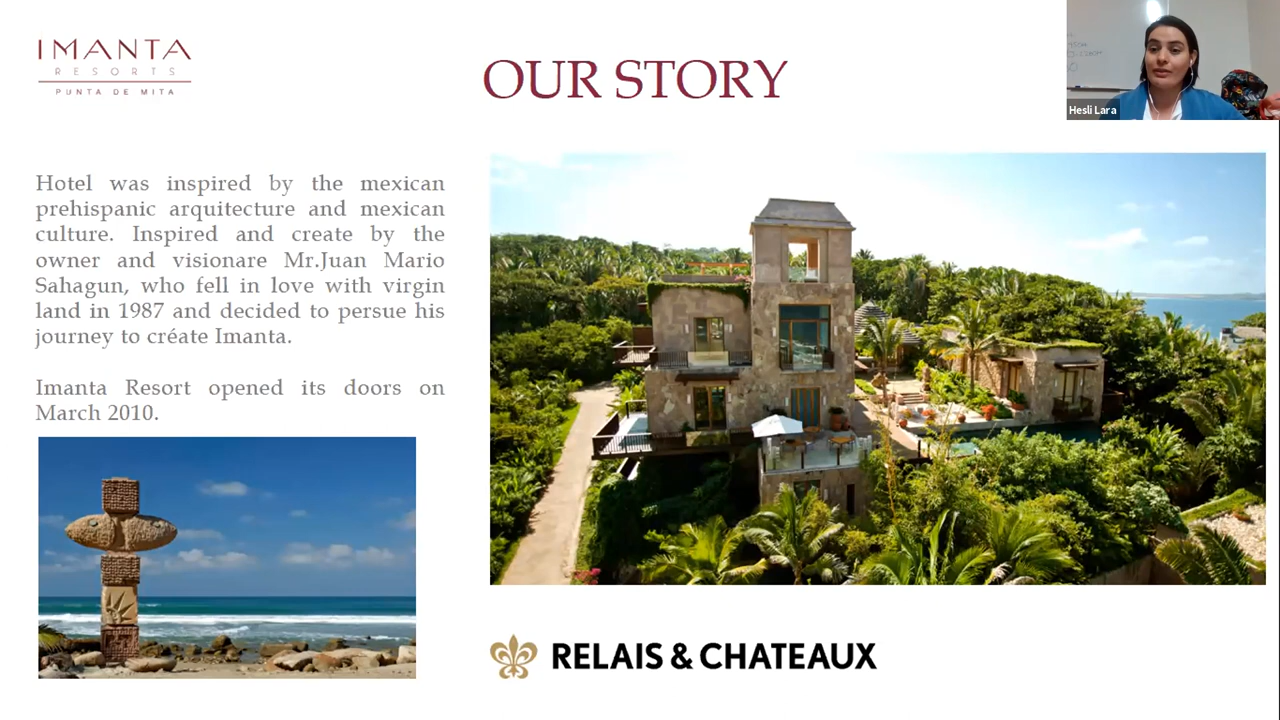 IMANTA
RESORTS
PUNTA DE MITA
OUR STORY
Hesli Lara
Hotel was inspired by the mexican
prehispanic arquitecture and mexican
culture. Inspired and create by the
owner and visionare Mr.Juan Mario
Sahagun, who fell in love with virgin
land in 1987 and decided to persue his
journey to créate Imanta.
Imanta Resort opened its doors on
March 2010.
RELAIS & CHATEAUX